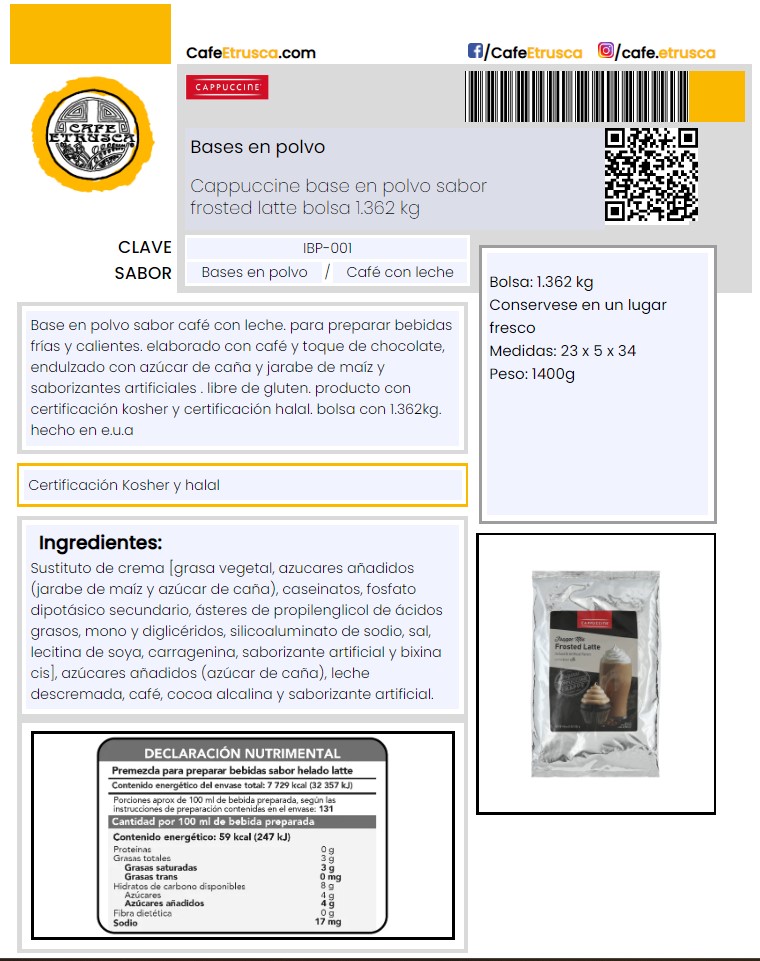 CafeEtrusca.com
/CafeEtrusca
/cafe.etrusca
CAFE
ETRUSCA
CAPPUCCINE
Bases en polvo
Cappuccine base en polvo sabor
frosted latte bolsa 1.362 kg
CLAVE
IBP-001
SABOR
Bases en polvo / Café con leche
Bolsa: 1.362 kg
Conservese en un lugar
fresco
Medidas: 23 x 5 x 34
Peso: 1400g
Base en polvo sabor café con leche. para preparar bebidas
frías y calientes. elaborado con café y toque de chocolate,
endulzado con azúcar de caña y jarabe de maíz y
saborizantes artificiales . libre de gluten. producto con
certificación kosher y certificación halal. bolsa con 1.362kg.
hecho en e.u.a
Certificación Kosher y halal
Ingredientes:
Sustituto de crema [grasa vegetal, azucares añadidos
(jarabe de maíz y azúcar de caña), caseinatos, fosfato
dipotásico secundario, ásteres de propilenglicol de ácidos
grasos, mono y diglicéridos, silicoaluminato de sodio, sal,
lecitina de soya, carragenina, saborizante artificial y bixina
cis], azúcares añadidos (azúcar de caña), leche
descremada, café, cocoa alcalina y saborizante artificial.
CAPPUCCINE
Frosted Latte
DECLARACIÓN NUTRIMENTAL
Premezcla para preparar bebidas sabor helado latte
Contenido energético del envase total: 7 729 kcal (32 357 kJ)
Porciones aprox de 100 ml de bebida preparada, según las
instrucciones de preparación contenidas en el envase: 131
Cantidad por 100 ml de bebida preparada
Contenido energético: 59 kcal (247 kJ)
Proteínas 0 g
Grasas totales 3 g
Grasas saturadas 3 g
Grasas trans 0 mg
Hidratos de carbono disponibles 8 g
Azúcares 4 g
Azúcares añadidos 4 g
Fibra dietética 0 g
Sodio 17 mg